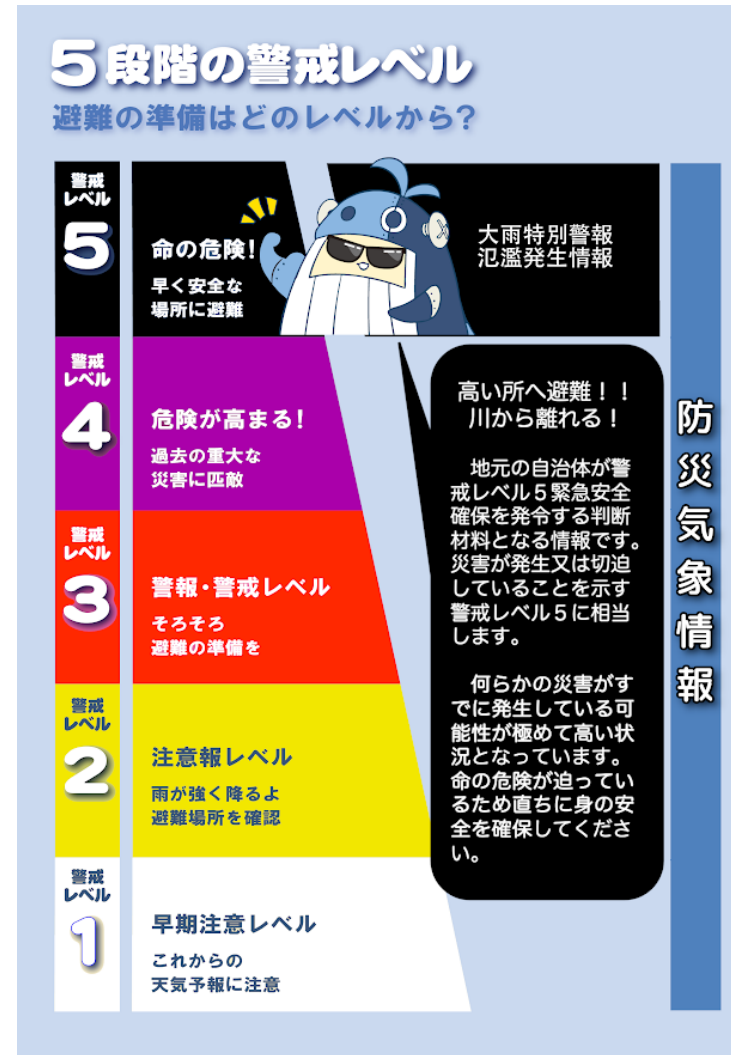 5段階の警戒レベル
避難の準備はどのレベルから?
警戒
レベル
5
命の危険!
早く安全な
場所に避難
大雨特別警報
氾濫発生情報
警戒
レベル
4
危険が高まる!
過去の重大な
災害に匹敵
警戒
レベル
3
警報・警戒レベル
そろそろ
避難の準備を
警戒
レベル
2
注意報レベル
雨が強く降るよ
避難場所を確認
警戒
レベル
1
早期注意レベル
これからの
天気予報に注意
高い所へ避難!!
川から離れる!
地元の自治体が警
戒レベル5緊急安全
確保を発令する判断
材料となる情報です。
災害が発生又は切迫
していることを示す
警戒レベル5に相当
します。
何らかの災害がす
でに発生している可
能性が極めて高い状
況となっています。
命の危険が迫ってい
るため直ちに身の安
全を確保してくださ
い。
防災気象情報